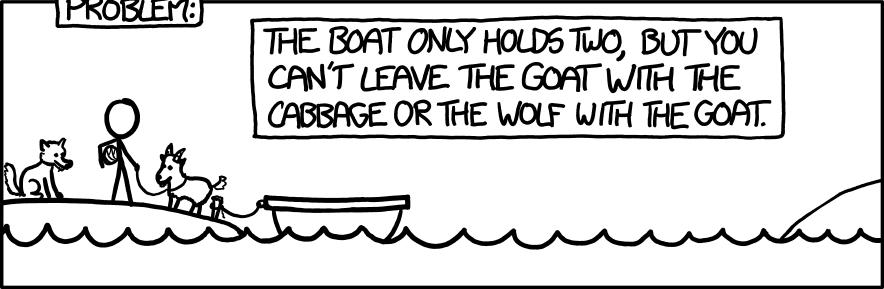 PROBLEM:
THE BOAT ONLY HOLDS TWO, BUT YOU
CAN'T LEAVE THE GOAT WITH THE
CABBAGE OR THE WOLF WITH THE GOAT.